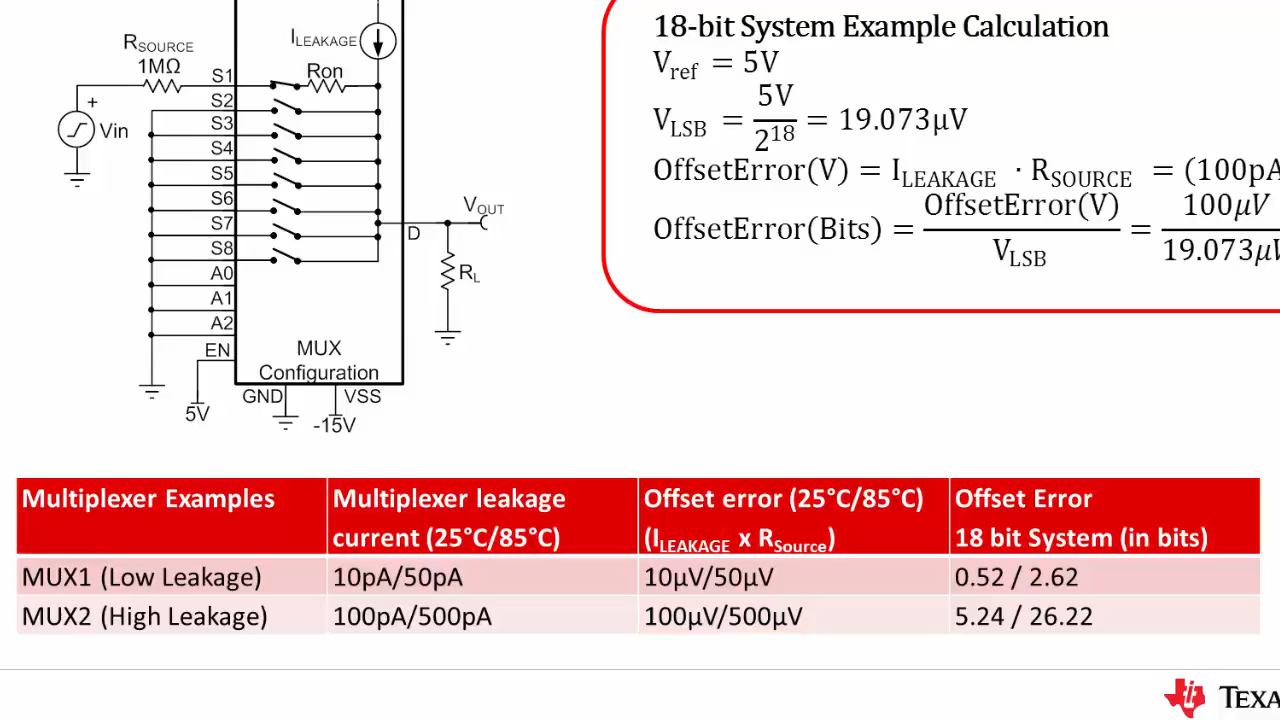 I_LEAKAGE
R_SOURCE
1MΩ
Ron
S1
S2
S3
S4
S5
S6
S7
S8
A0
A1
A2
EN
+
Vin
V_OUT
D
R_L
MUX
Configuration
GND
VSS
5V
-15V
18-bit System Example Calculation
V_ref = 5V
V_LSB = 5V / 2^18 = 19.073μV
OffsetError(V) = I_LEAKAGE · R_SOURCE = (100pA
OffsetError(Bits) = OffsetError(V) / V_LSB = 100μV / 19.073μV
Multiplexer Examples
Multiplexer leakage
current (25°C/85°C)
Offset error (25°C/85°C)
(I_LEAKAGE x R_Source)
Offset Error
18 bit System (in bits)
MUX1 (Low Leakage) 10pA/50pA 10μV/50μV 0.52 / 2.62
MUX2 (High Leakage) 100pA/500pA 100μV/500μV 5.24 / 26.22
TEXA